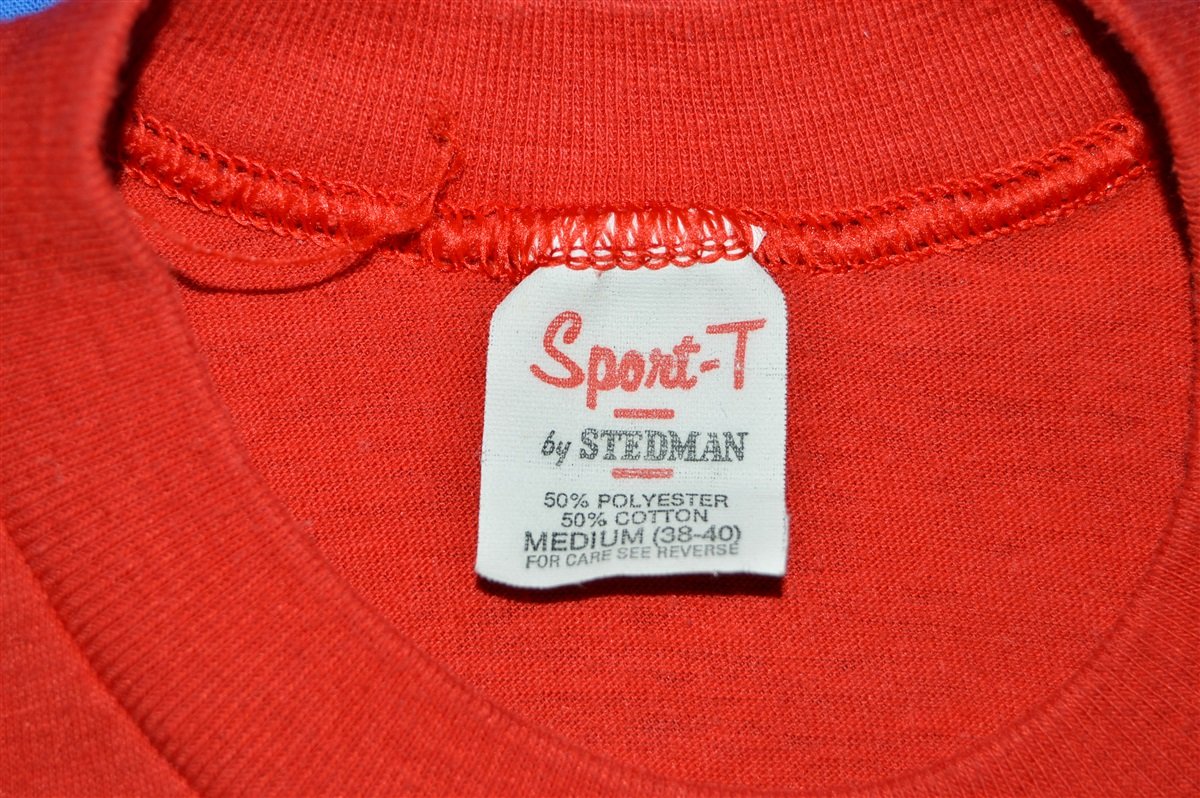 Sport-T
by STEDMAN
50% POLYESTER
50% COTTON
MEDIUM (38-40)
FOR CARE SEE REVERSE